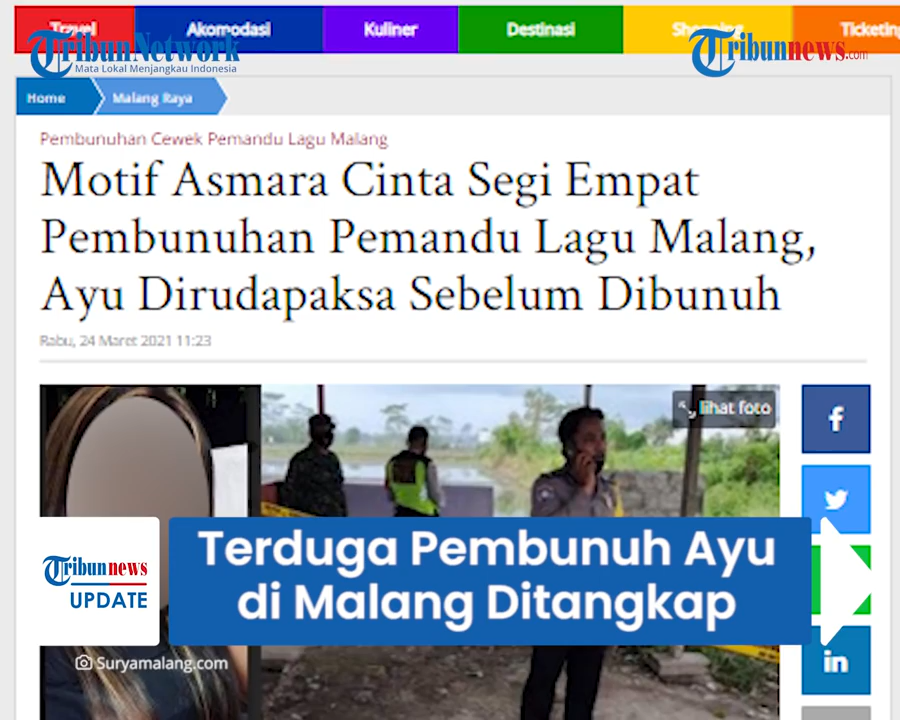 Travel
Akomodasi
Kuliner
Destinasi
Shopping
Ticketing
TribunNetwork
Mata Lokal Menjangkau Indonesia
Tribunnews.com
Home
Malang Raya
Pembunuhan Cewek Pemandu Lagu Malang
Motif Asmara Cinta Segi Empat
Pembunuhan Pemandu Lagu Malang,
Ayu Dirudapaksa Sebelum Dibunuh
Rabu, 24 Maret 2021 11:23
lihat foto
Tribunnews
UPDATE
Terduga Pembunuh Ayu
di Malang Ditangkap
Suryamalang.com